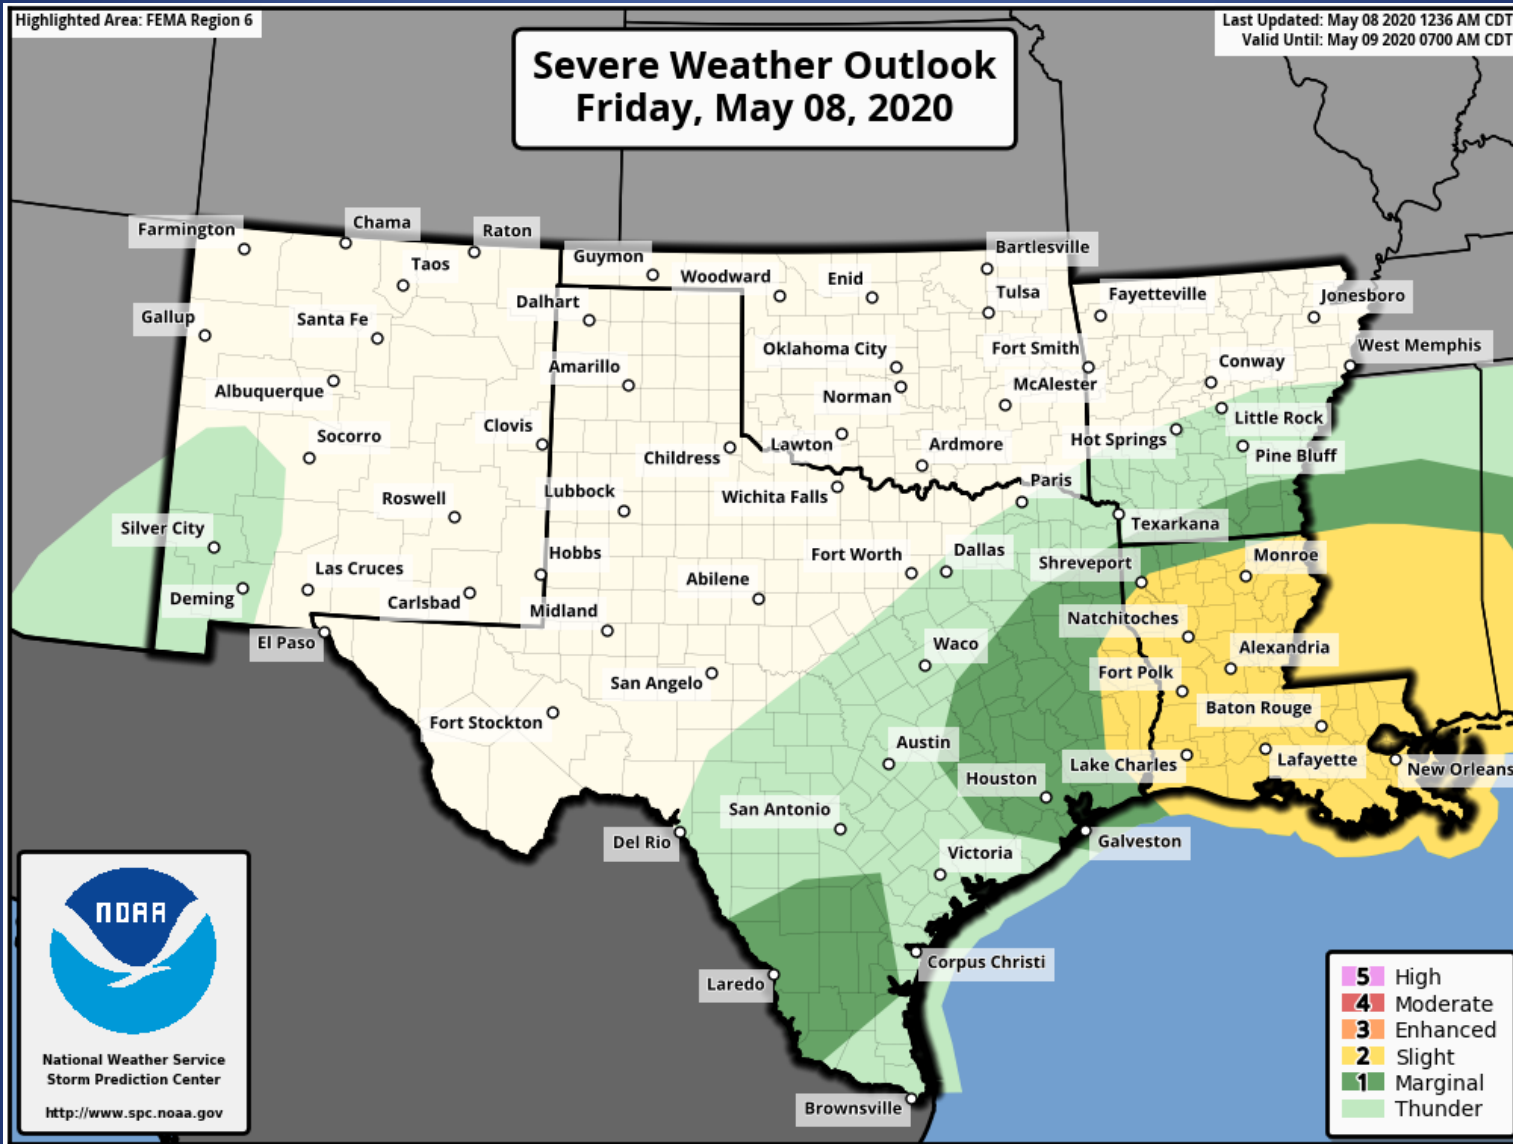 Highlighted Area: FEMA Region 6
Last Updated: May 08 2020 1236 AM CDT
Valid Until: May 09 2020 0700 AM CDT
Severe Weather Outlook
Friday, May 08, 2020
Farmington
Chama
Raton
Taos
Guymon
Woodward
Enid
Bartlesville
Tulsa
Fayetteville
Jonesboro
Gallup
Santa Fe
Dalhart
Oklahoma City
Fort Smith
West Memphis
Albuquerque
Amarillo
Norman
McAlester
Conway
Socorro
Clovis
Childress
Lawton
Ardmore
Hot Springs
Little Rock
Pine Bluff
Roswell
Lubbock
Wichita Falls
Paris
Texarkana
Silver City
Las Cruces
Hobbs
Fort Worth
Dallas
Shreveport
Monroe
Deming
Carlsbad
Midland
Abilene
Natchitoches
El Paso
San Angelo
Waco
Fort Polk
Alexandria
Fort Stockton
Austin
Baton Rouge
Houston
Lake Charles
Lafayette
New Orleans
San Antonio
Del Rio
Victoria
Galveston
Laredo
Corpus Christi
Brownsville
NOAA
National Weather Service
Storm Prediction Center
http://www.spc.noaa.gov
5 High
4 Moderate
3 Enhanced
2 Slight
1 Marginal
Thunder